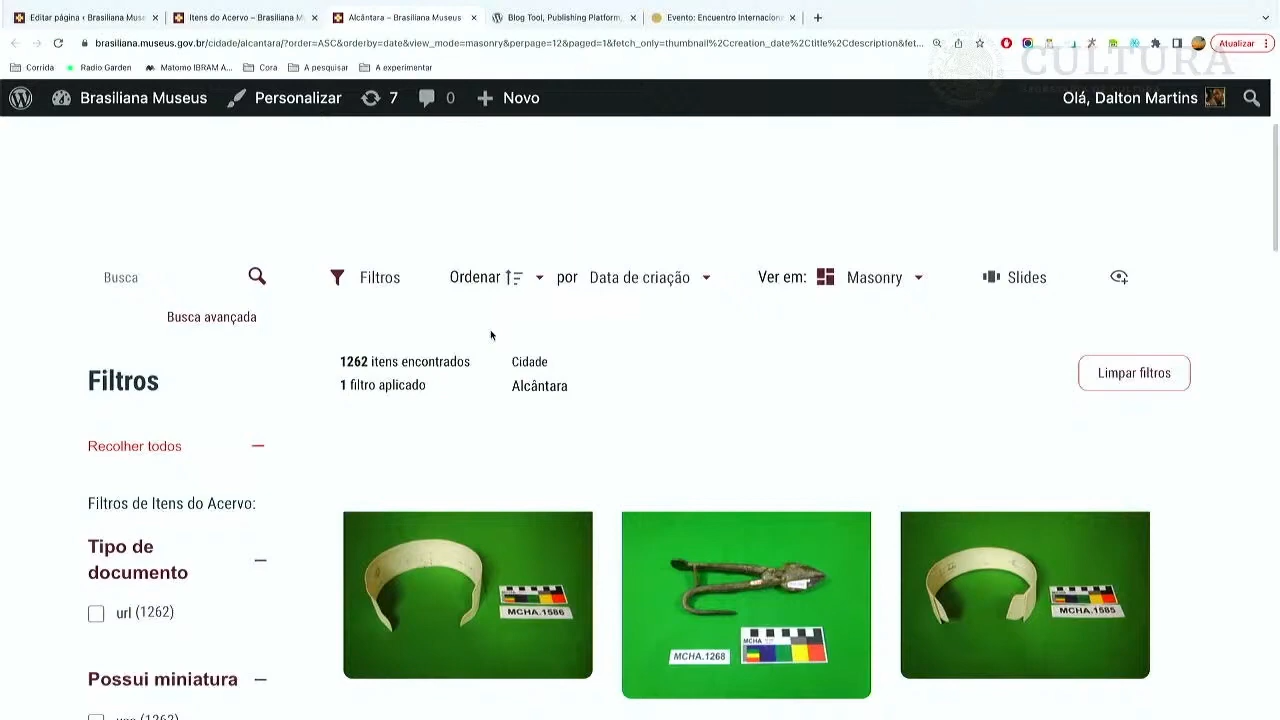 Editar página ‹ Brasiliana Muse
Itens do Acervo – Brasiliana M
Alcântara – Brasiliana Museus
Blog Tool, Publishing Platform,
Evento: Encuentro Internacion
brasiliana.museus.gov.br/cidade/alcantara/?order=ASC&orderby=date&view_mode=masonry&perpage=12&paged=1&fetch_only=thumbnail%2Ccreation_date%2Ctitle%2Cdescription&fet...
Atualizar
Corrida
Radio Garden
Matomo IBRAM A...
Cora
A pesquisar
A experimentar
CULTURA
Brasiliana Museus
Personalizar
7
0
Novo
Olá, Dalton Martins
Busca
Filtros
Ordenar
por
Data de criação
Ver em:
Masonry
Slides
Busca avançada
1262 itens encontrados
Cidade
1 filtro aplicado
Alcântara
Limpar filtros
Filtros
Recolher todos
Filtros de Itens do Acervo:
Tipo de
documento
url (1262)
Possui miniatura
MCHA.1586
MCHA
MCHA.1268
MCHA.1585